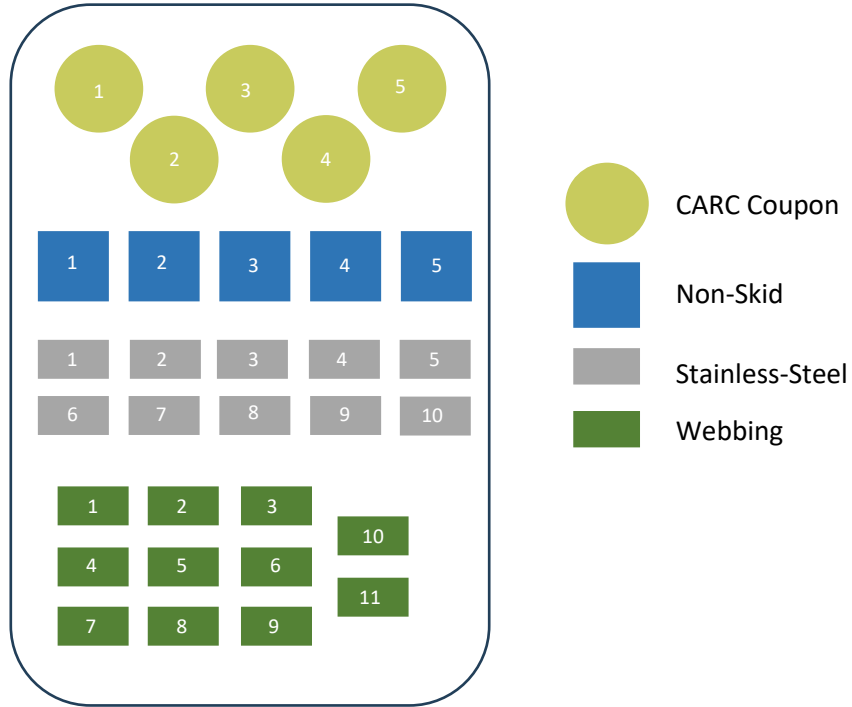 1 3 5
2 4
1 2 3 4 5
1 2 3 4 5
6 7 8 9 10
1 2 3
10
4 5 6
11
7 8 9
CARC Coupon
Non-Skid
Stainless-Steel
Webbing